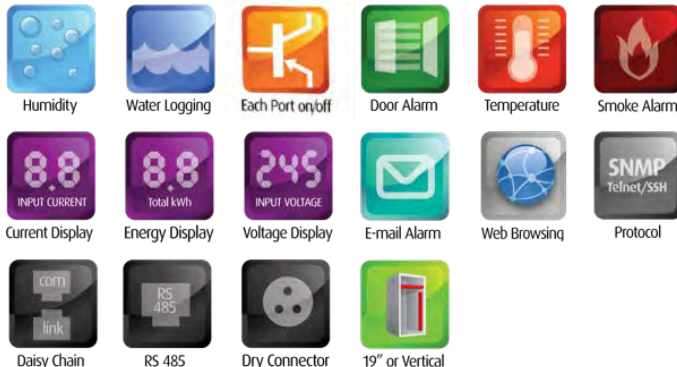 Humidity
Water Logging
Each Port on/off
Door Alarm
Temperature
Smoke Alarm
8.8
INPUT CURRENT
8.8
Total kWh
245
INPUT VOLTAGE
SNMP
Telnet/SSH
Current Display
Energy Display
Voltage Display
E-mail Alarm
Web Browsing
Protocol
com
link
RS
485
Daisy Chain
RS 485
Dry Connector
19" or Vertical